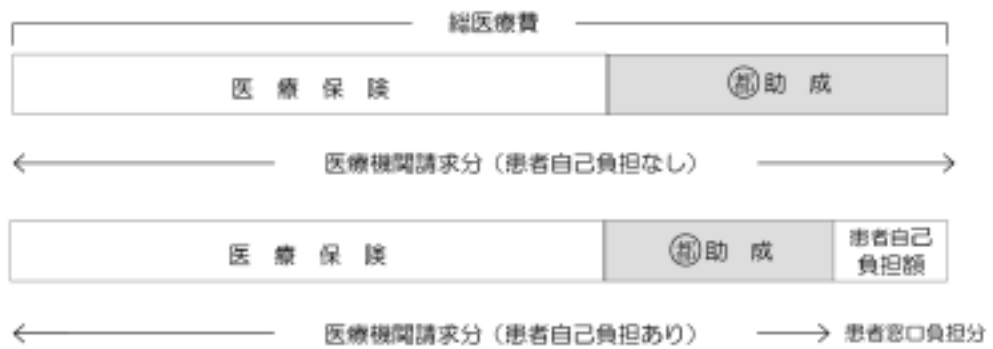 総医療費
医療保険 ㊞助成
医療機関請求分（患者自己負担なし）
医療保険 助成 患者自己
負担額
医療機関請求分（患者自己負担あり） 患者窓口負担分